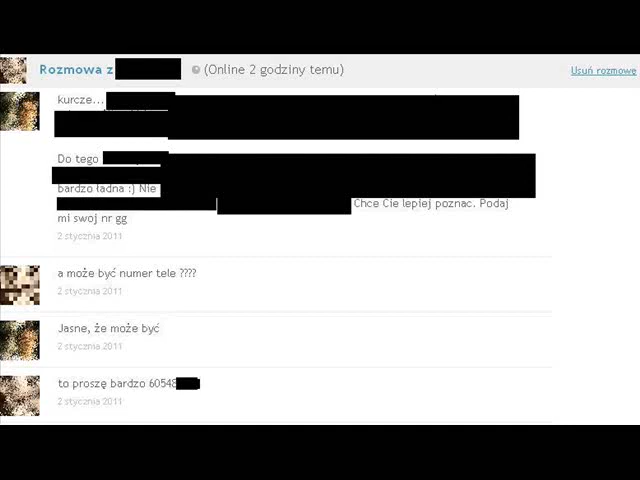 Rozmowa z
(Online 2 godziny temu)
Usuń rozmowę
kurcze...
Do tego
bardzo ładna :) Nie
Chce Cie lepiej poznac. Podaj
mi swoj nr gg
2 stycznia 2011
a może być numer tele ????
2 stycznia 2011
Jasne, że może być
2 stycznia 2011
to proszę bardzo 60548
2 stycznia 2011